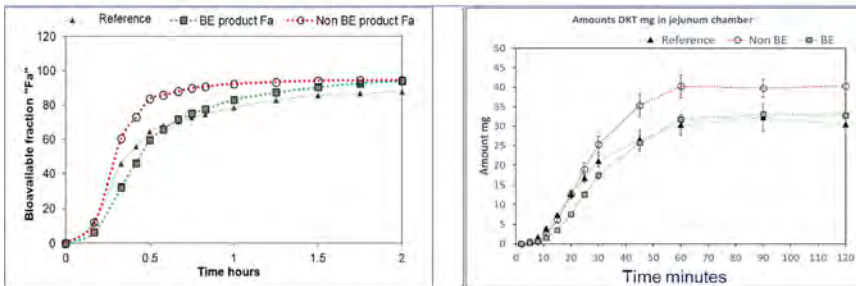 Reference BE product Fa Non BE product Fa
120
100
80
60
40
20
0
0 0.5 1 1.5 2
Bioavailable fraction "Fa"
Time hours
Amounts DKT mg in jejunum chamber
Reference Non BE BE
50
45
40
35
30
25
20
15
10
5
0
0 10 20 30 40 50 60 70 80 90 100 110 120
Amount mg
Time minutes